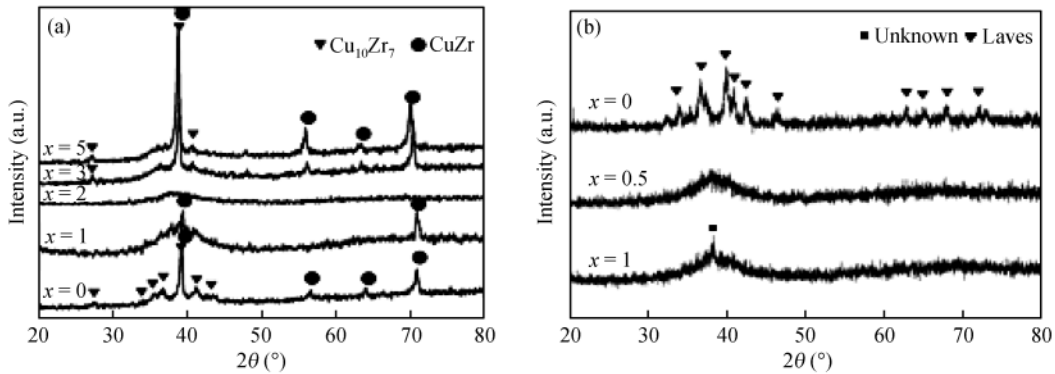 (a)
▼ Cu₁₀Zr₇ ● CuZr
x = 5
x = 3
x = 2
x = 1
x = 0
20 30 40 50 60 70 80
2θ (°)
Intensity (a.u.)
(b)
■ Unknown ▼ Laves
x = 0
x = 0.5
x = 1
20 30 40 50 60 70 80
2θ (°)
Intensity (a.u.)